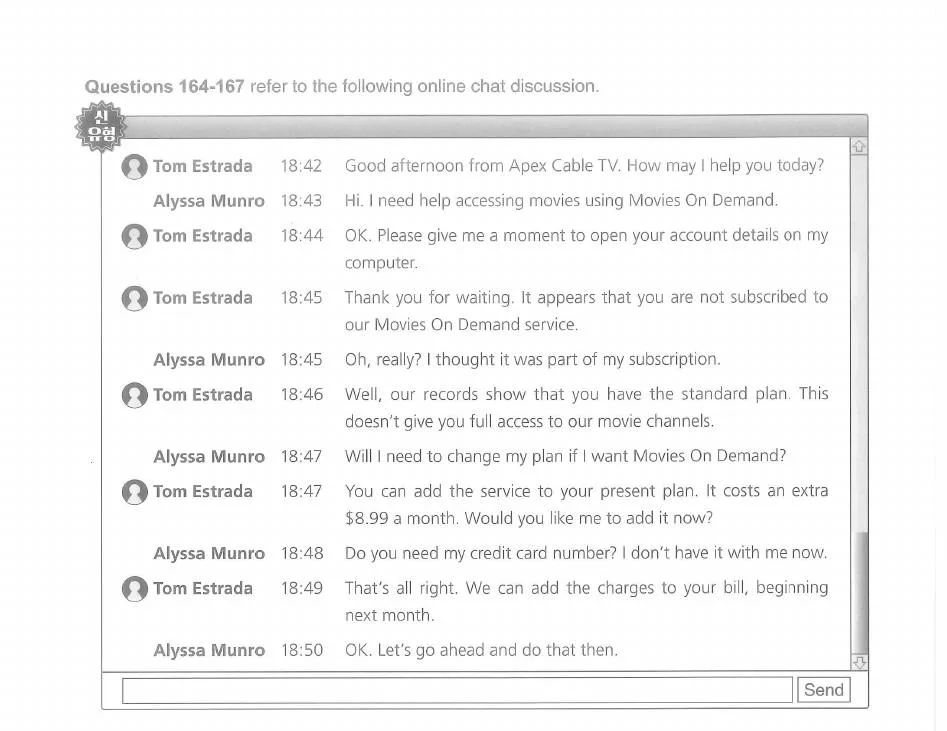 Questions 164-167 refer to the following online chat discussion.
신
유형
Tom Estrada 18:42 Good afternoon from Apex Cable TV. How may I help you today?
Alyssa Munro 18:43 Hi. I need help accessing movies using Movies On Demand.
Tom Estrada 18:44 OK. Please give me a moment to open your account details on my
computer.
Tom Estrada 18:45 Thank you for waiting. It appears that you are not subscribed to
our Movies On Demand service.
Alyssa Munro 18:45 Oh, really? I thought it was part of my subscription.
Tom Estrada 18:46 Well, our records show that you have the standard plan. This
doesn't give you full access to our movie channels.
Alyssa Munro 18:47 Will I need to change my plan if I want Movies On Demand?
Tom Estrada 18:47 You can add the service to your present plan. It costs an extra
$8.99 a month. Would you like me to add it now?
Alyssa Munro 18:48 Do you need my credit card number? I don't have it with me now.
Tom Estrada 18:49 That's all right. We can add the charges to your bill, beginning
next month.
Alyssa Munro 18:50 OK. Let's go ahead and do that then.
Send